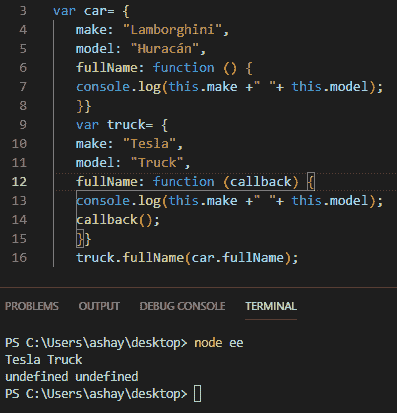 3 var car= {
4 make: "Lamborghini",
5 model: "Huracán",
6 fullName: function () {
7 console.log(this.make +" "+ this.model);
8 }}
9 var truck= {
10 make: "Tesla",
11 model: "Truck",
12 fullName: function (callback) {
13 console.log(this.make +" "+ this.model);
14 callback();
15 }}
16 truck.fullName(car.fullName);
PROBLEMS OUTPUT DEBUG CONSOLE TERMINAL
PS C:\Users\ashay\desktop> node ee
Tesla Truck
undefined undefined
PS C:\Users\ashay\desktop>